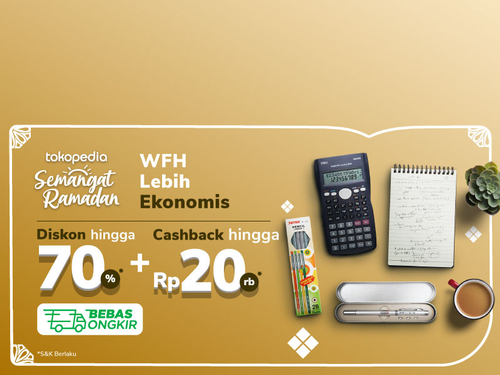 tokopedia
Semangat
Ramadan
WFH
Lebih
Ekonomis
Diskon hingga
70%*
+
Cashback hingga
Rp20rb*
BEBAS
ONGKIR
*S&K Berlaku